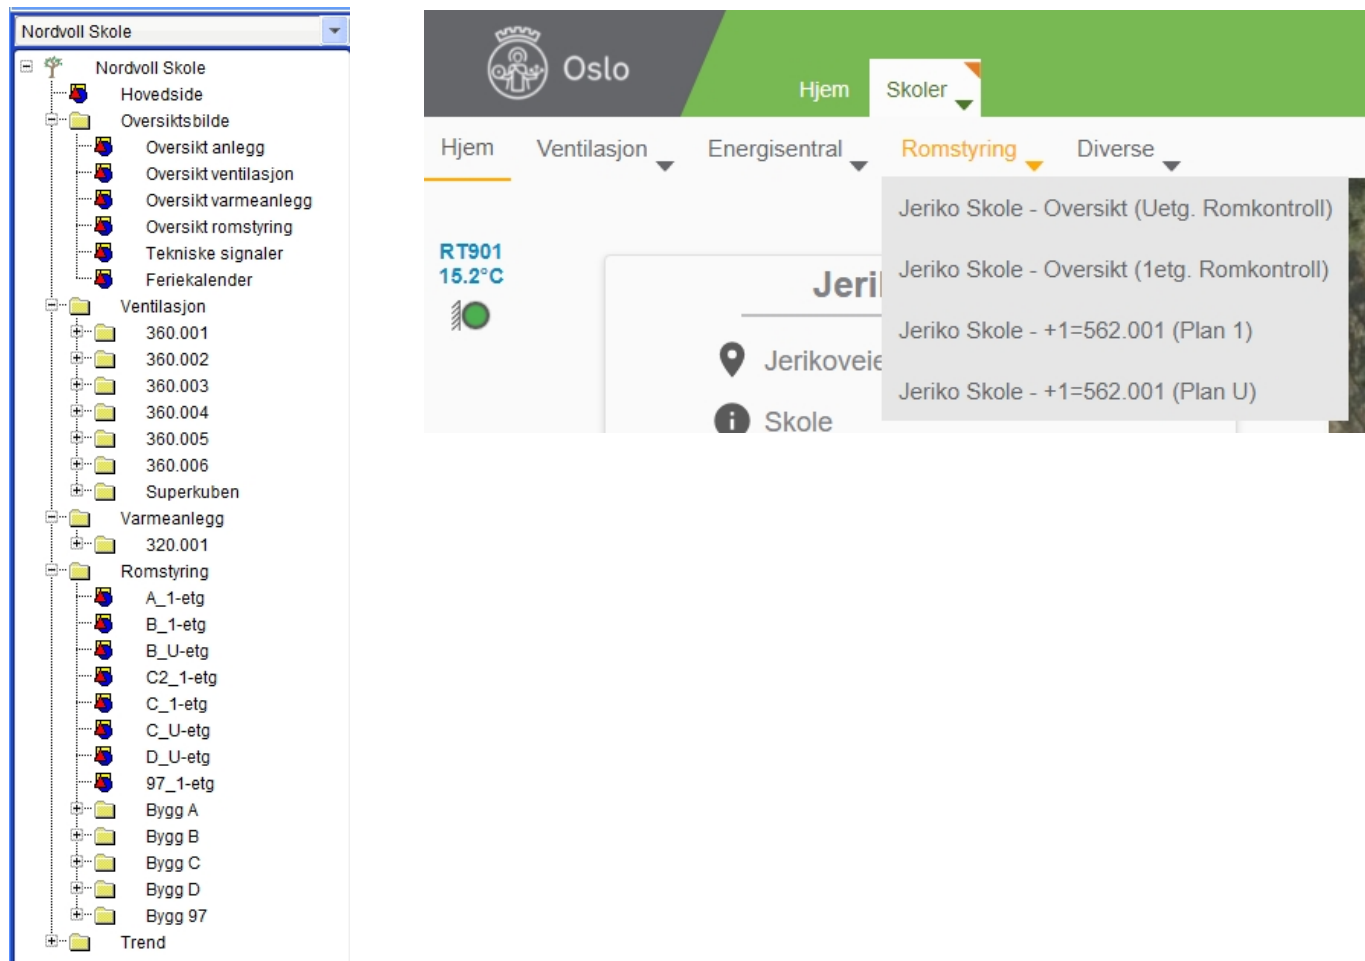 Nordvoll Skole
Nordvoll Skole
Hovedside
Oversiktsbilde
Oversikt anlegg
Oversikt ventilasjon
Oversikt varmeanlegg
Oversikt romstyring
Tekniske signaler
Feriekalender
Ventilasjon
360.001
360.002
360.003
360.004
360.005
360.006
Superkuben
Varmeanlegg
320.001
Romstyring
A_1-etg
B_1-etg
B_U-etg
C2_1-etg
C_1-etg
C_U-etg
D_U-etg
97_1-etg
Bygg A
Bygg B
Bygg C
Bygg D
Bygg 97
Trend
Oslo
Hjem Skoler
Hjem Ventilasjon Energisentral Romstyring Diverse
Jeriko Skole - Oversikt (Uetg. Romkontroll)
Jeriko Skole - Oversikt (1etg. Romkontroll)
Jeriko Skole - +1=562.001 (Plan 1)
Jeriko Skole - +1=562.001 (Plan U)
RT901
15.2°C
Jeri
Jerikoveie
Skole